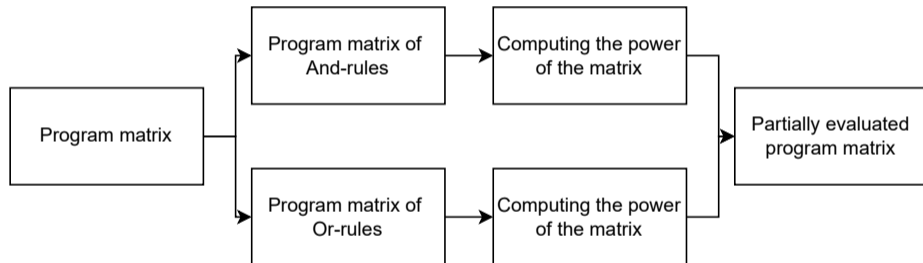 Program matrix
Program matrix of
And-rules
Computing the power
of the matrix
Program matrix of
Or-rules
Computing the power
of the matrix
Partially evaluated
program matrix